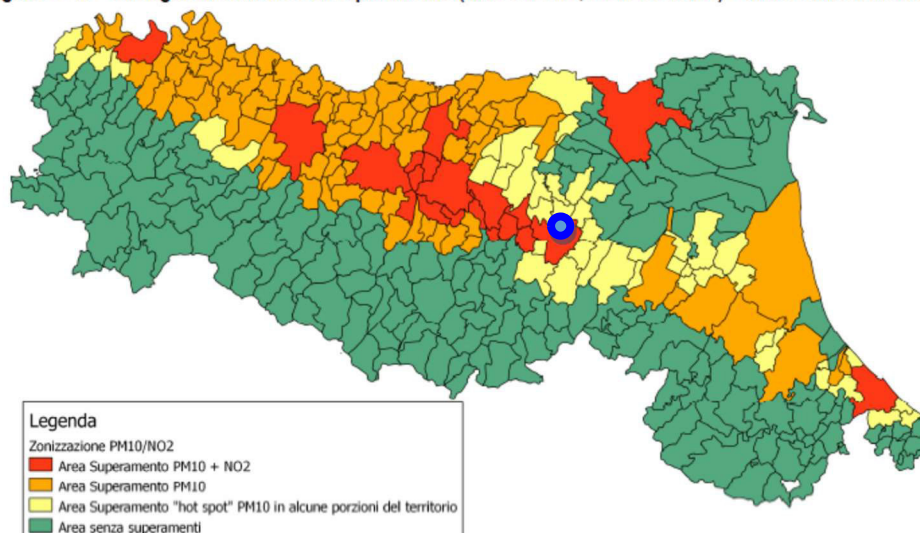 Legenda
Zonizzazione PM10/NO2
Area Superamento PM10 + NO2
Area Superamento PM10
Area Superamento "hot spot" PM10 in alcune porzioni del territorio
Area senza superamenti